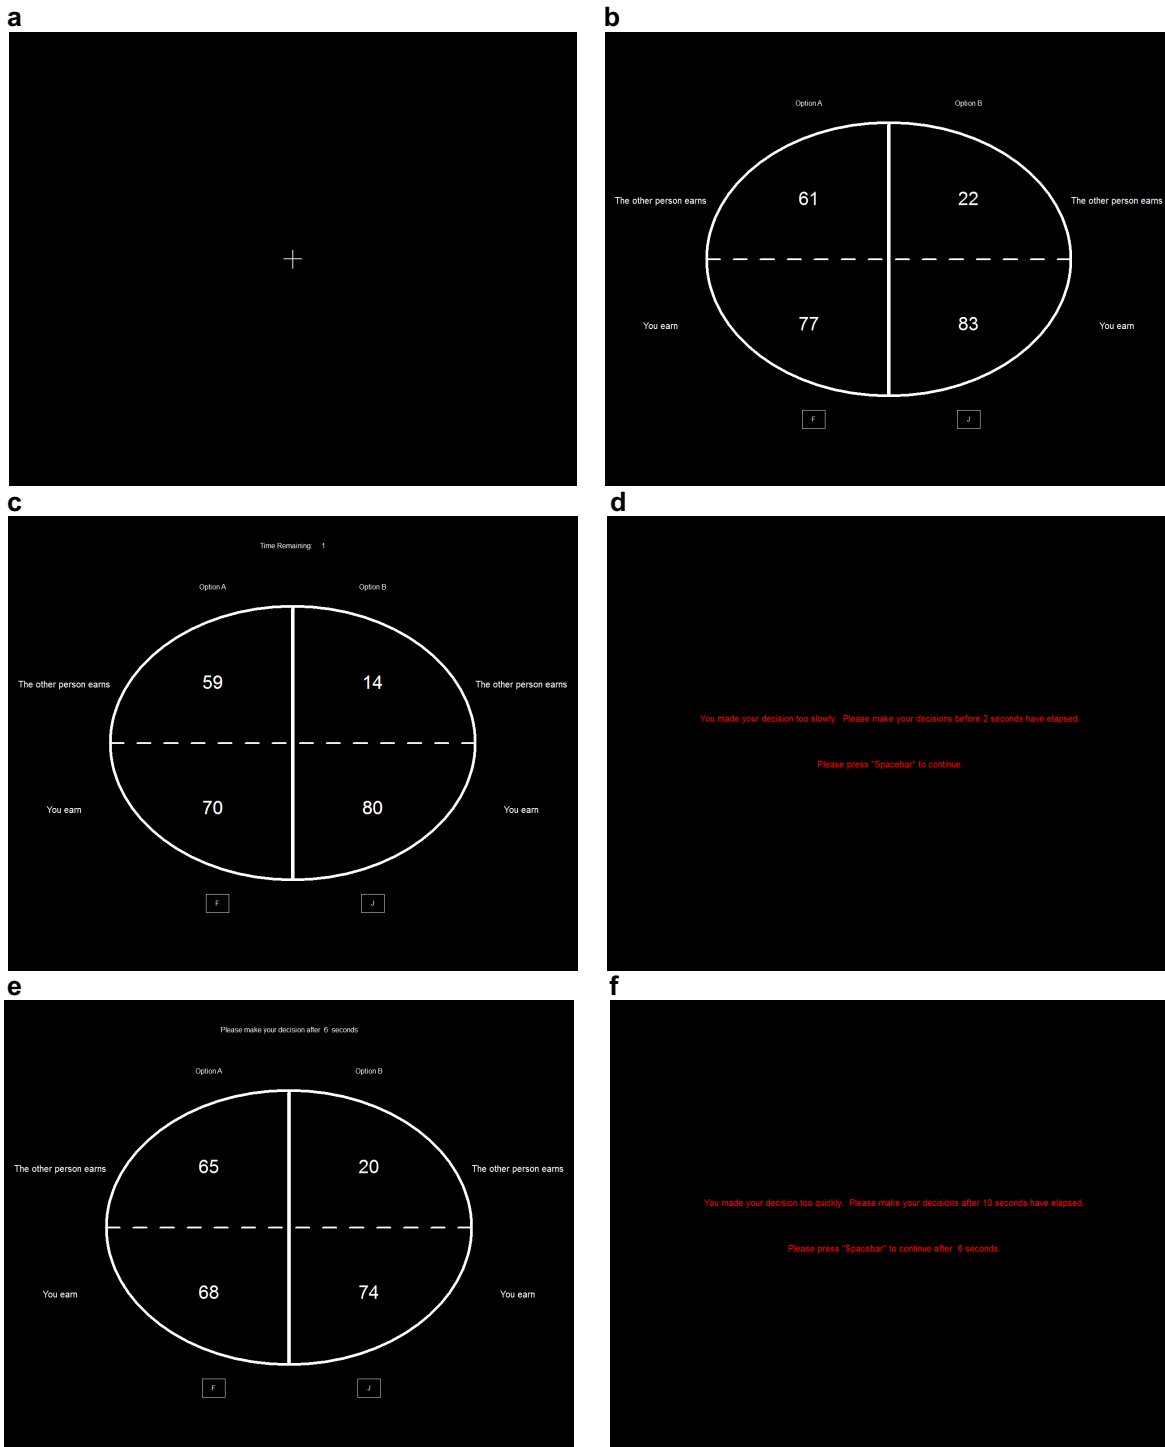 a
b
Option A Option B
The other person earns 61 22 The other person earns
You earn 77 83 You earn
F J
c
Time Remaining: 1
Option A Option B
The other person earns 59 14 The other person earns
You earn 70 80 You earn
F J
d
You made your decision too slowly. Please make your decisions before 2 seconds have elapsed.
Please press "Spacebar" to continue.
e
Please make your decision after 6 seconds
Option A Option B
The other person earns 65 20 The other person earns
You earn 68 74 You earn
F J
f
You made your decision too quickly. Please make your decisions after 10 seconds have elapsed.
Please press "Spacebar" to continue after 6 seconds.